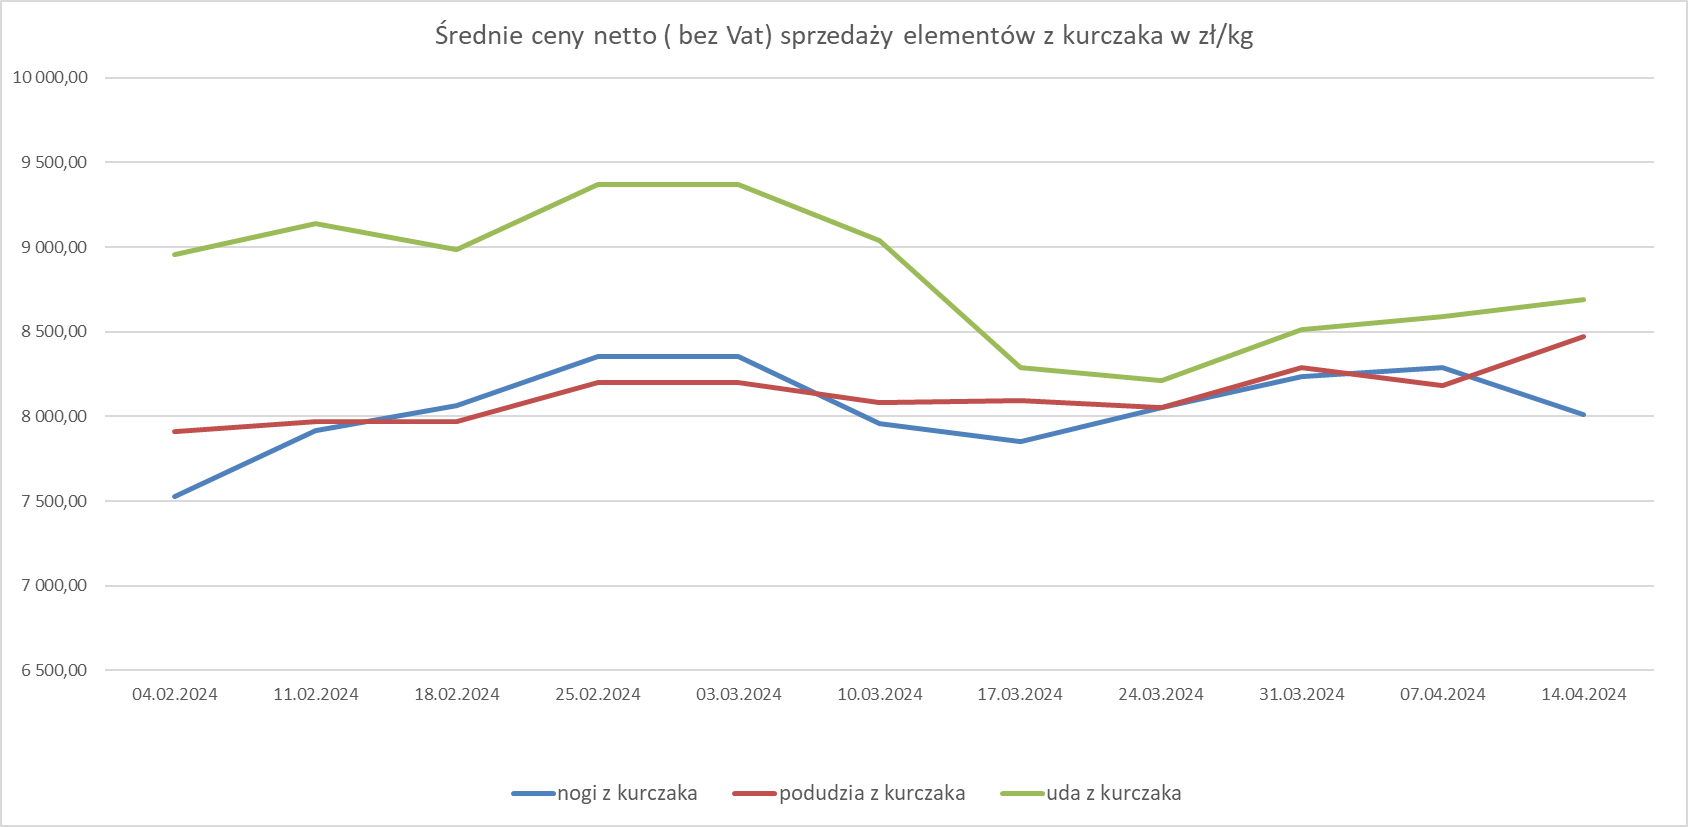 Średnie ceny netto ( bez Vat) sprzedaży elementów z kurczaka w zł/kg
10 000,00
9 500,00
9 000,00
8 500,00
8 000,00
7 500,00
7 000,00
6 500,00
04.02.2024 11.02.2024 18.02.2024 25.02.2024 03.03.2024 10.03.2024 17.03.2024 24.03.2024 31.03.2024 07.04.2024 14.04.2024
nogi z kurczaka podudzia z kurczaka uda z kurczaka